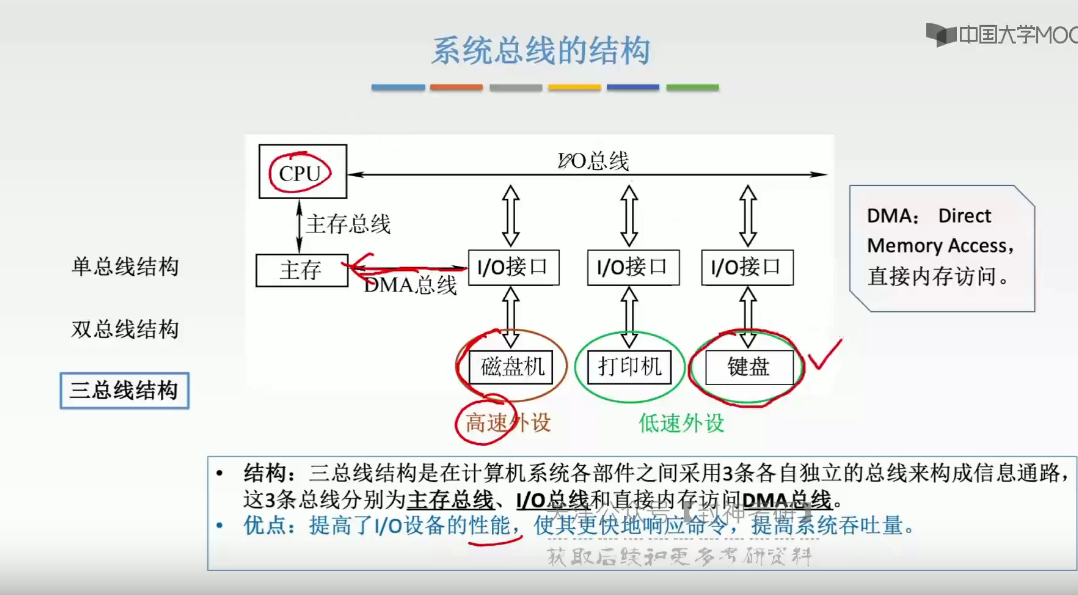 中国大学MOO
系统总线的结构
CPU
I/O总线
主存总线
主存
DMA总线
I/O接口
I/O接口
I/O接口
磁盘机
打印机
键盘
高速外设
低速外设
DMA： Direct
Memory Access，
直接内存访问。
单总线结构
双总线结构
三总线结构
• 结构：三总线结构是在计算机系统各部件之间采用3条各自独立的总线来构成信息通路，
这3条总线分别为主存总线、I/O总线和直接内存访问DMA总线。
• 优点：提高了I/O设备的性能，使其更快地响应命令，提高系统吞吐量。
关注公众号【封神考研】
获取后续和更多考研资料